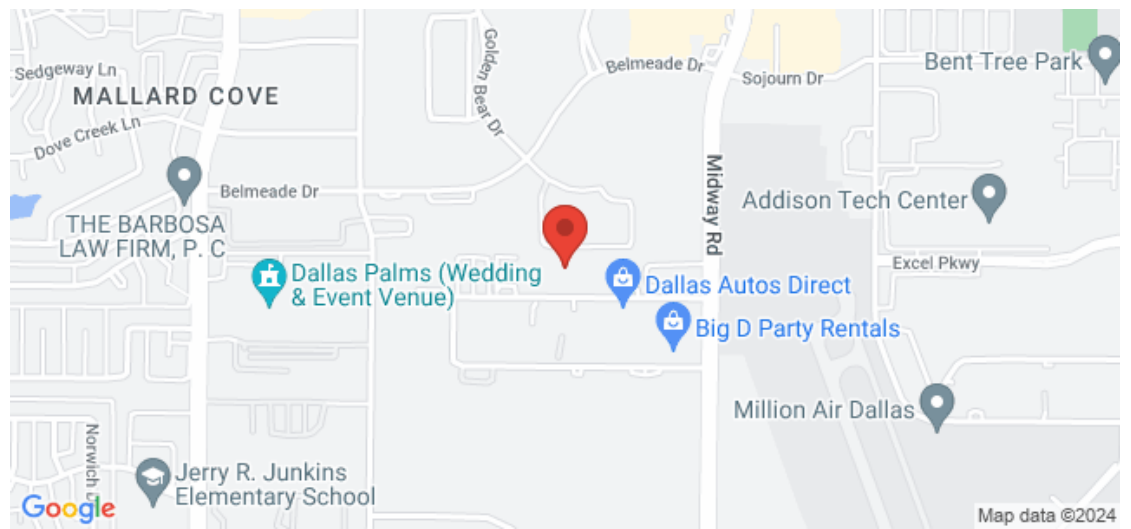 Golden Bear Dr
Belmeade Dr
Sojourn Dr
Bent Tree Park
Sedgeway Ln
MALLARD COVE
Dove Creek Ln
Belmeade Dr
Midway Rd
THE BARBOSA
LAW FIRM, P. C
Addison Tech Center
Excel Pkwy
Dallas Palms (Wedding
& Event Venue)
Dallas Autos Direct
Big D Party Rentals
Million Air Dallas
Norwich
Jerry R. Junkins
Elementary School
Google
Map data ©2024